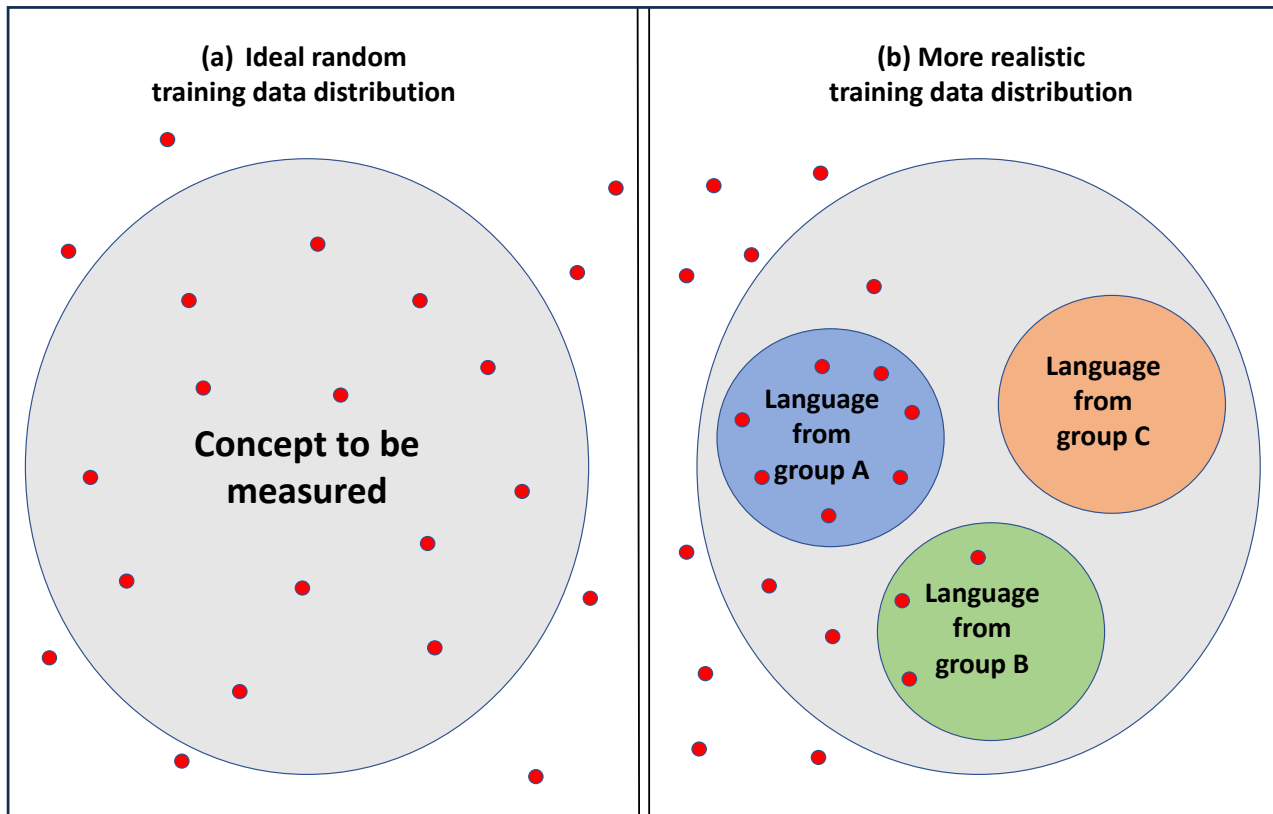 (a) Ideal random
training data distribution
Concept to be
measured
(b) More realistic
training data distribution
Language
from
group A
Language
from
group C
Language
from
group B